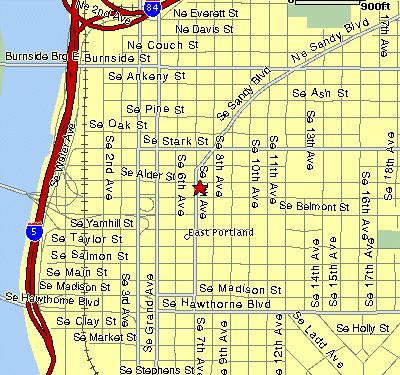 Ne 2nd Ave
84
Ne Everett St
900ft
Ne Davis St
17th Ave
Ne Couch St
Ne Sandy Blvd
Burnside Brg E Burnside St
Se Ankeny St
Se Sandy Blvd
Se Ash St
Se Pine St
Se Oak St
Se 13th Ave
Se Stark St
Se Water Ave
Se 2nd Ave
Se 6th Ave
Se 8th Ave
Se 10th Ave
Se 11th Ave
Se 18th Ave
Se Alder St
Se Ave
Se 16th Ave
Se Belmont St
Se Yamhill St
5
Se Taylor St
East Portland
Se Salmon St
Se Main St
Se 14th Ave
Se 15th Ave
Se 17th Ave
Se Madison St
Se Madison St
Se 3rd Ave
Se Grand Ave
Se Hawthorne Blvd
Se Hawthorne Blvd
Se Clay St
Se 7th Ave
Se 9th Ave
Se 12th Ave
Se Ladd Ave
Se Holly St
Se Market St
Se Stephens St